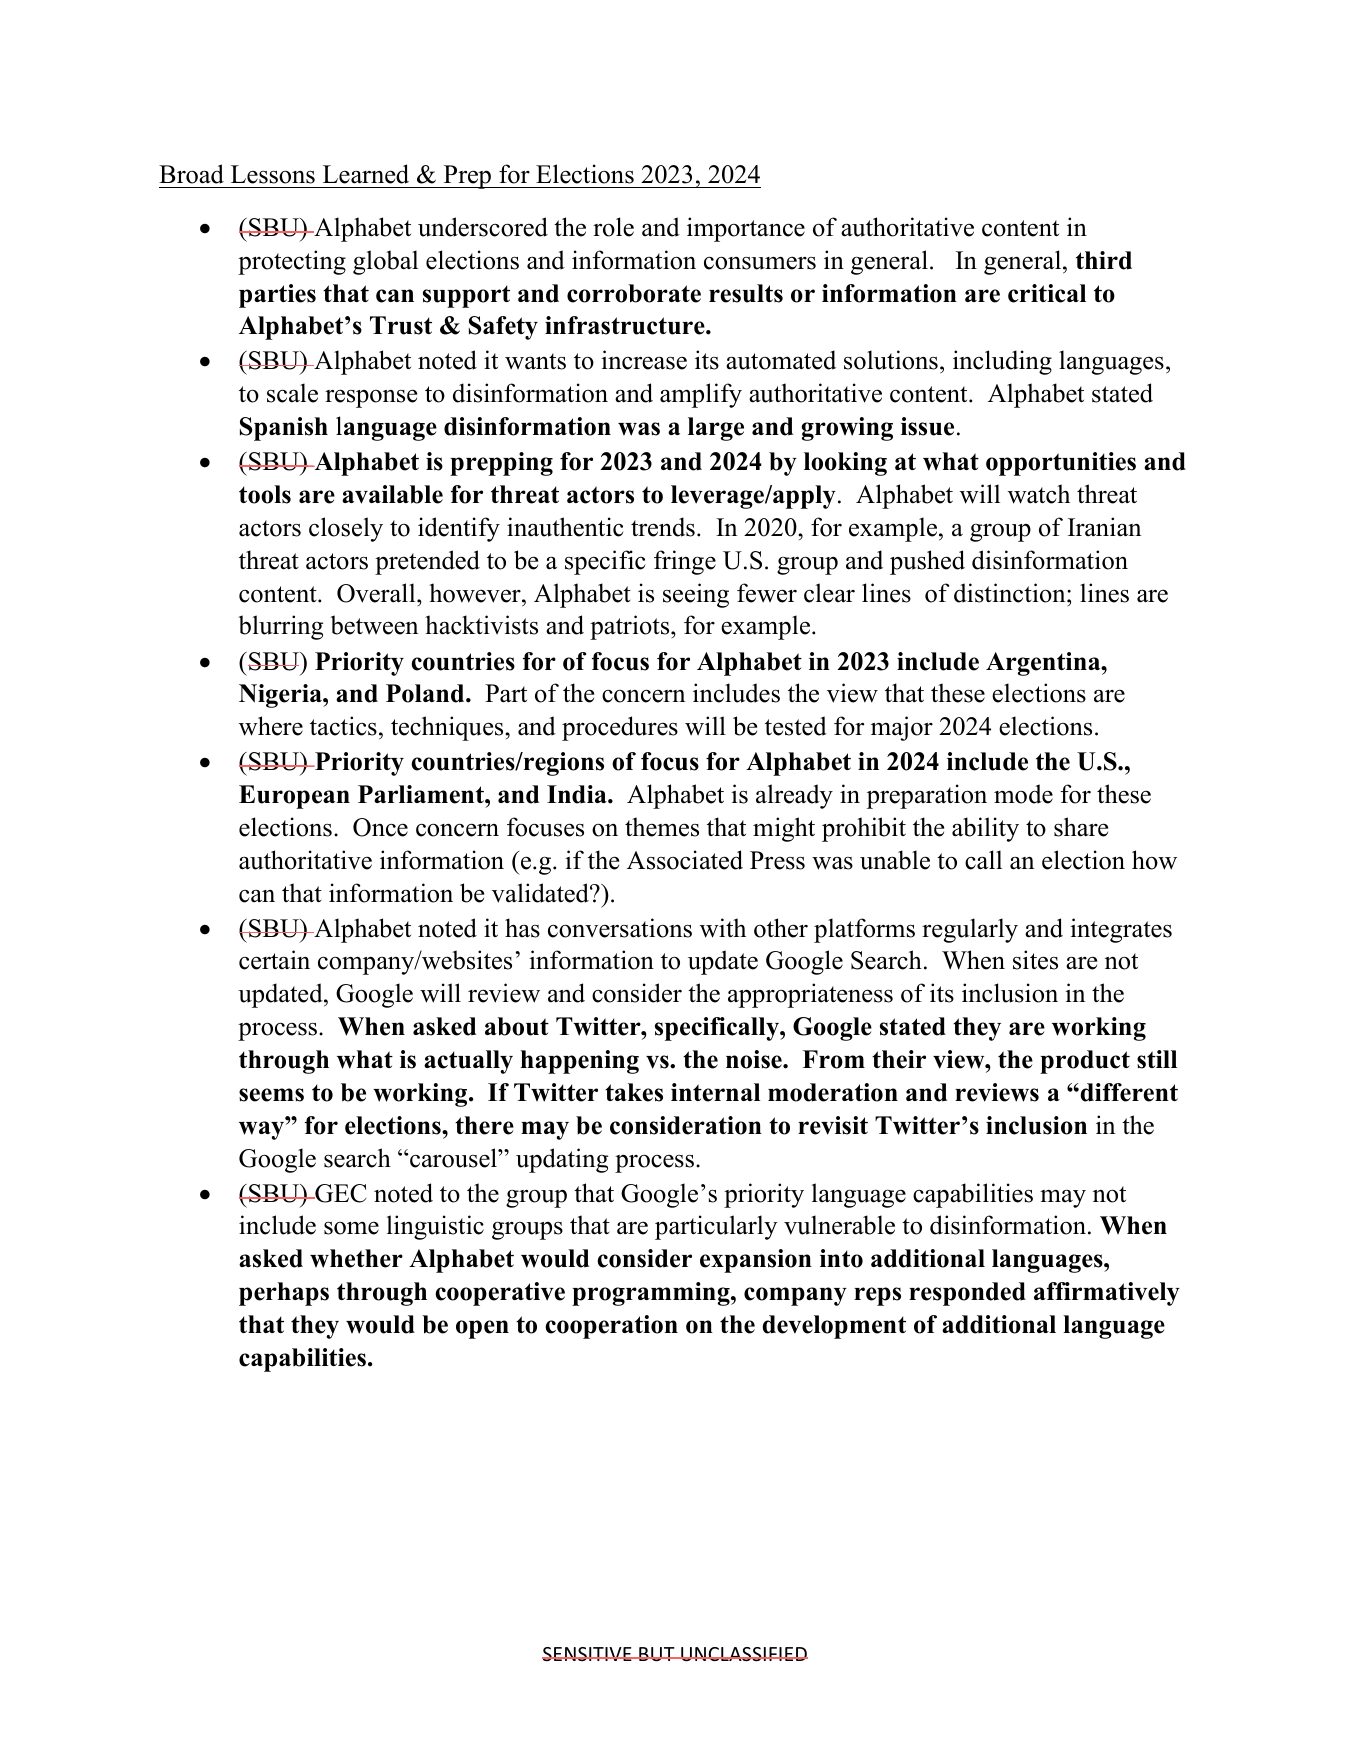 Broad Lessons Learned & Prep for Elections 2023, 2024
• (SBU) Alphabet underscored the role and importance of authoritative content in
protecting global elections and information consumers in general. In general, third
parties that can support and corroborate results or information are critical to
Alphabet’s Trust & Safety infrastructure.
• (SBU) Alphabet noted it wants to increase its automated solutions, including languages,
to scale response to disinformation and amplify authoritative content. Alphabet stated
Spanish language disinformation was a large and growing issue.
• (SBU) Alphabet is prepping for 2023 and 2024 by looking at what opportunities and
tools are available for threat actors to leverage/apply. Alphabet will watch threat
actors closely to identify inauthentic trends. In 2020, for example, a group of Iranian
threat actors pretended to be a specific fringe U.S. group and pushed disinformation
content. Overall, however, Alphabet is seeing fewer clear lines of distinction; lines are
blurring between hacktivists and patriots, for example.
• (SBU) Priority countries for of focus for Alphabet in 2023 include Argentina,
Nigeria, and Poland. Part of the concern includes the view that these elections are
where tactics, techniques, and procedures will be tested for major 2024 elections.
• (SBU) Priority countries/regions of focus for Alphabet in 2024 include the U.S.,
European Parliament, and India. Alphabet is already in preparation mode for these
elections. Once concern focuses on themes that might prohibit the ability to share
authoritative information (e.g. if the Associated Press was unable to call an election how
can that information be validated?).
• (SBU) Alphabet noted it has conversations with other platforms regularly and integrates
certain company/websites’ information to update Google Search. When sites are not
updated, Google will review and consider the appropriateness of its inclusion in the
process. When asked about Twitter, specifically, Google stated they are working
through what is actually happening vs. the noise. From their view, the product still
seems to be working. If Twitter takes internal moderation and reviews a “different
way” for elections, there may be consideration to revisit Twitter’s inclusion in the
Google search “carousel” updating process.
• (SBU) GEC noted to the group that Google’s priority language capabilities may not
include some linguistic groups that are particularly vulnerable to disinformation. When
asked whether Alphabet would consider expansion into additional languages,
perhaps through cooperative programming, company reps responded affirmatively
that they would be open to cooperation on the development of additional language
capabilities.
SENSITIVE BUT UNCLASSIFIED